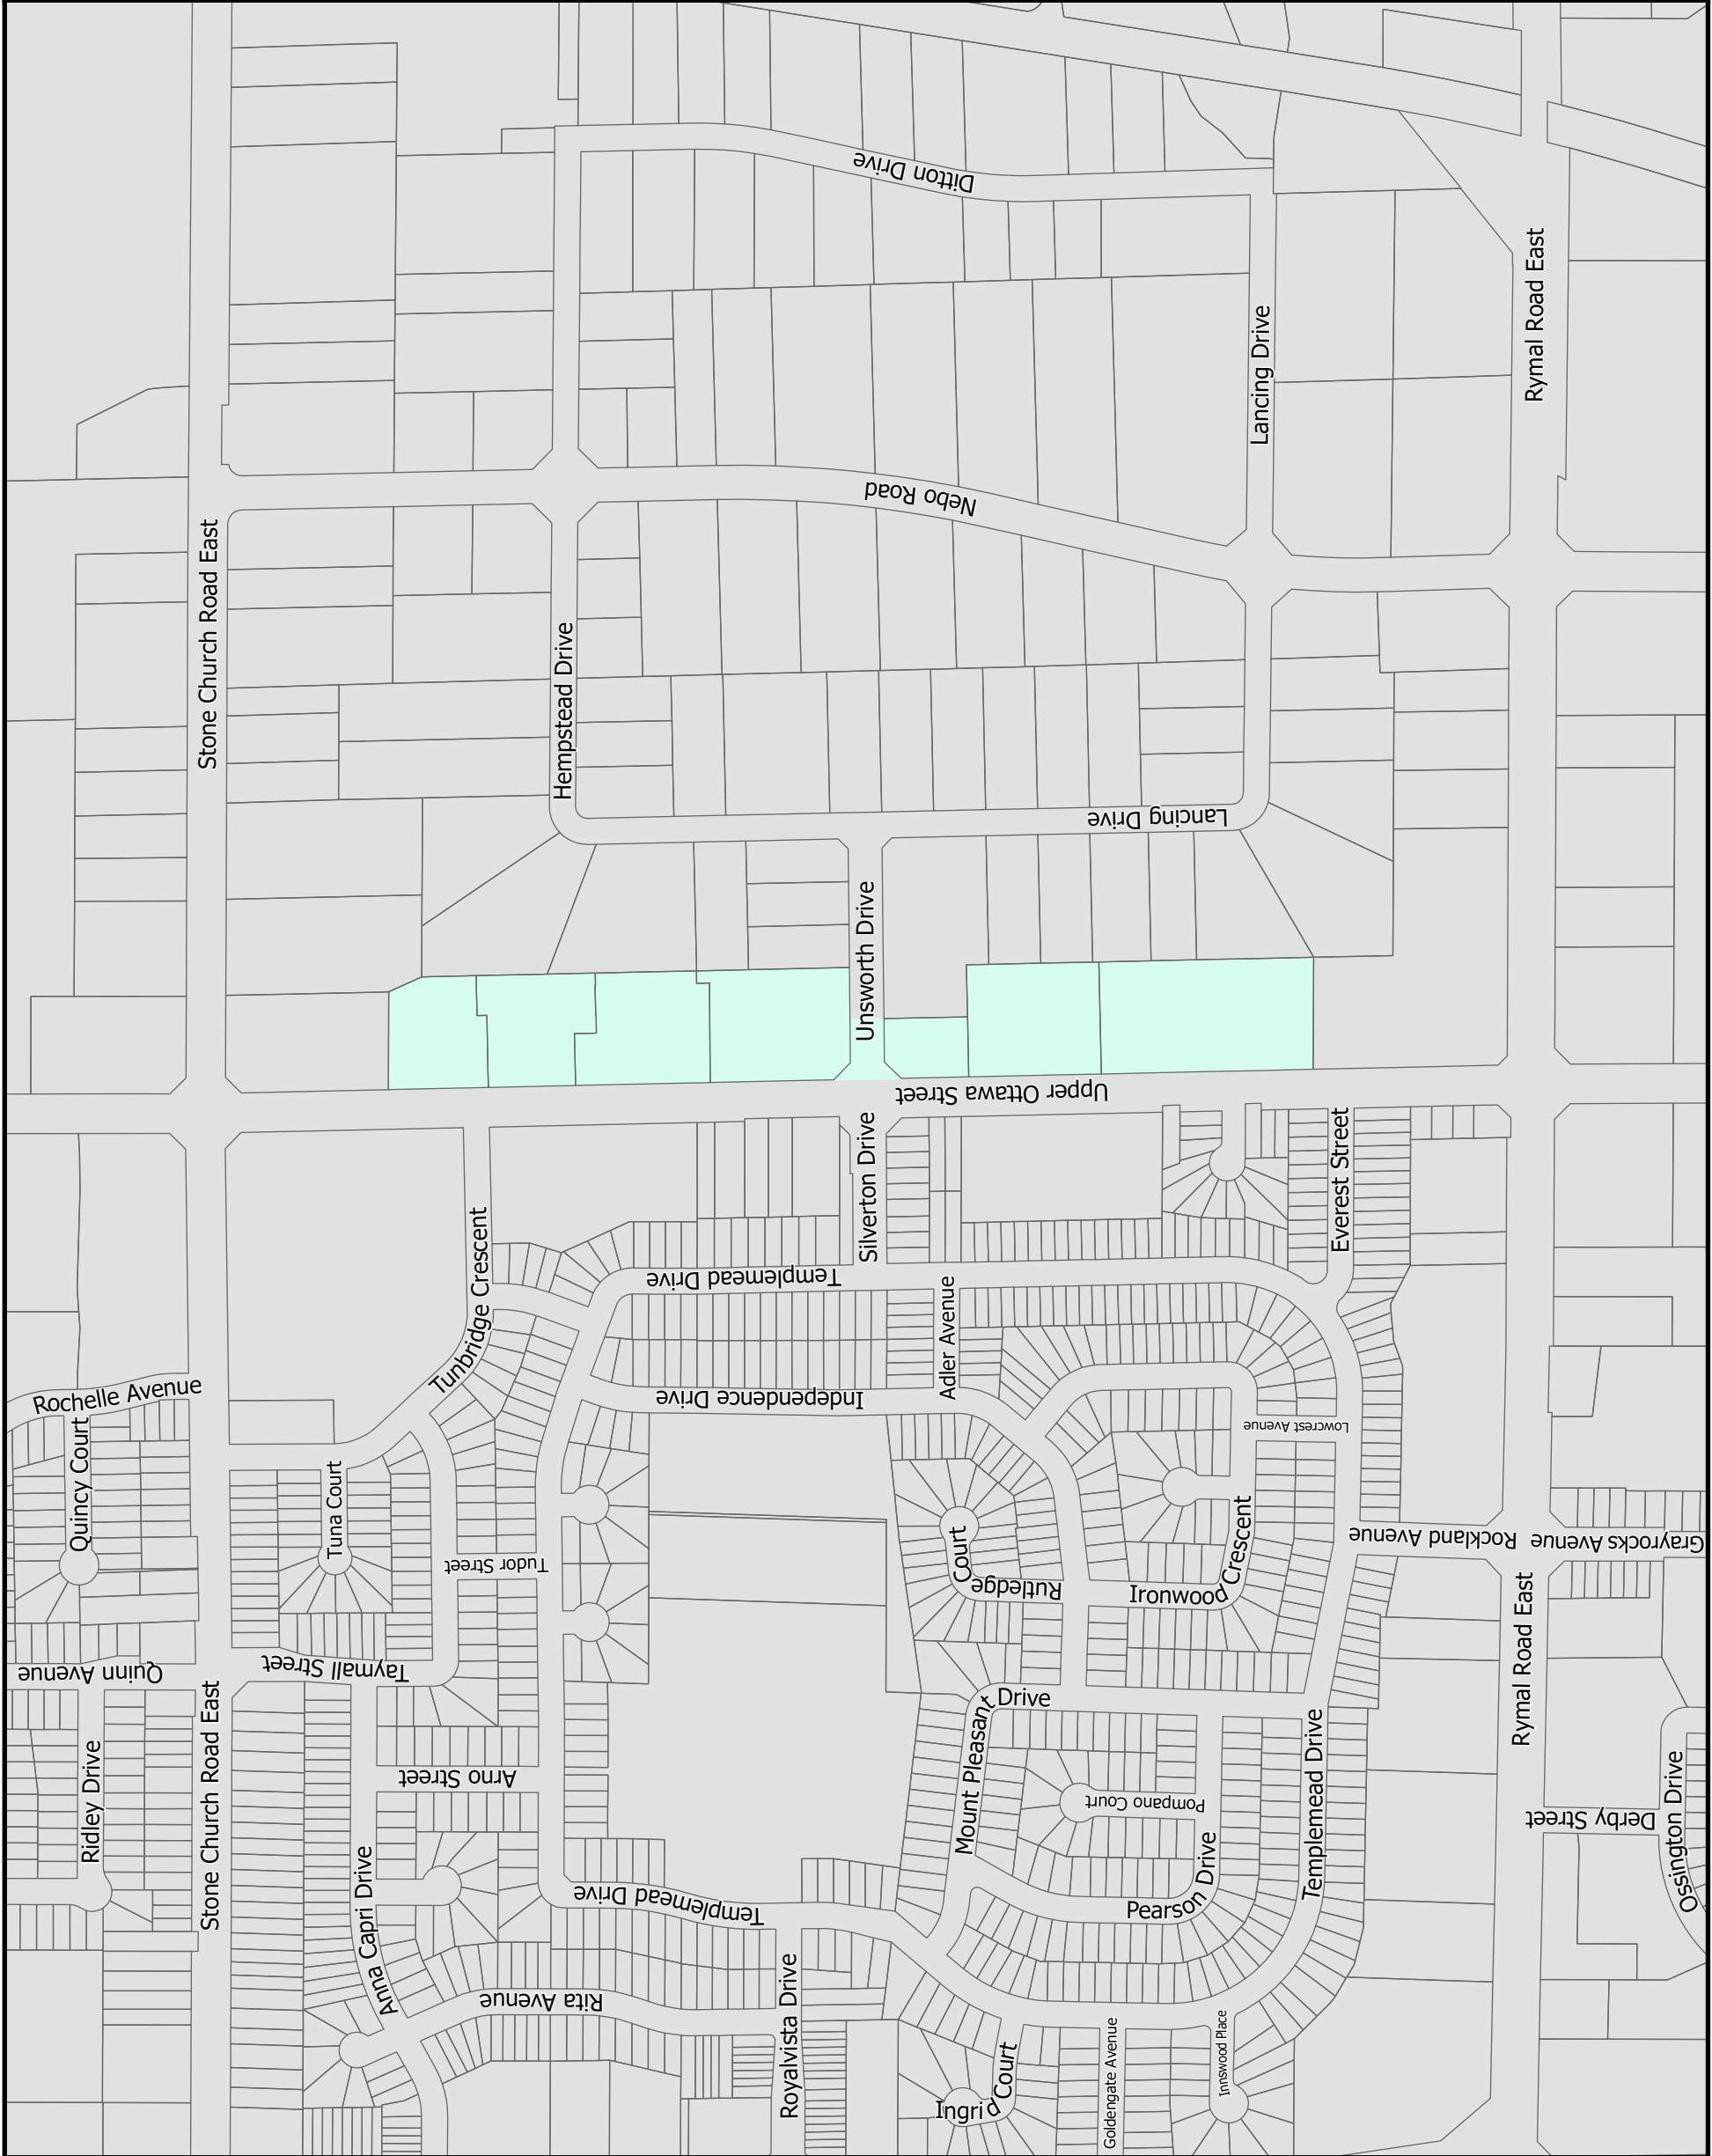 Ditton Drive
Rymal Road East
Lancing Drive
Nebo Road
Stone Church Road East
Hempstead Drive
Lancing Drive
Unsworth Drive
Upper Ottawa Street
Silverton Drive
Everest Street
Tunbridge Crescent
Templemead Drive
Adler Avenue
Rochelle Avenue
Independence Drive
Lowcrest Avenue
Quincy Court
Tuna Court
Tudor Street
Rutledge Court
Ironwood Crescent
Rockland Avenue
Grayrocks Avenue
Quinn Avenue
Taymall Street
Stone Church Road East
Rymal Road East
Mount Pleasant Drive
Templemead Drive
Ridley Drive
Arno Street
Pompano Court
Derby Street
Ossington Drive
Anna Capri Drive
Templemead Drive
Pearson Drive
Rita Avenue
Royalvista Drive
Ingrid Court
Goldengate Avenue
Innswood Place